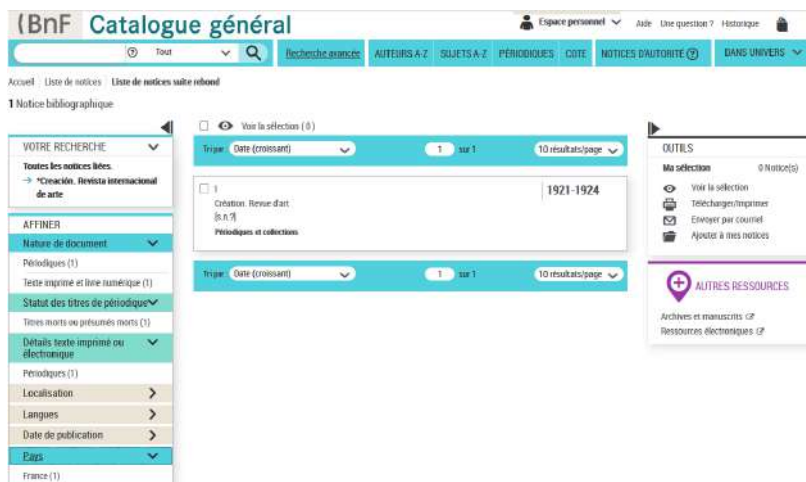 (BnF Catalogue général
Espace personnel Aide Une question ? Historique
Tout Recherche avancée AUTEURS A-Z SUJETS A-Z PÉRIODIQUES COTE NOTICES D'AUTORITÉ DANS UNIVERS
Accueil Liste de notices Liste de notices suite rebond
1 Notice bibliographique
VOTRE RECHERCHE
Toutes les notices liées.
→ *Creación. Revista internacional
de arte
AFFINER
Nature de document
Périodiques (1)
Texte imprimé et livre numérique (1)
Statut des titres de périodique
Titres morts ou présumés morts (1)
Détails texte imprimé ou
électronique
Périodiques (1)
Localisation
Langues
Date de publication
Pays
France (1)
Voir la sélection ( 0 )
Tri par : Date (croissant) 1 sur 1 10 résultats/page
1 1921-1924
Création. Revue d'art
[s.n.?]
Périodiques et collections
Tri par : Date (croissant) 1 sur 1 10 résultats/page
OUTILS
Ma sélection 0 Notice(s)
Voir la sélection
Télécharger/Imprimer
Envoyer par courriel
Ajouter à mes notices
AUTRES RESSOURCES
Archives et manuscrits
Ressources électroniques